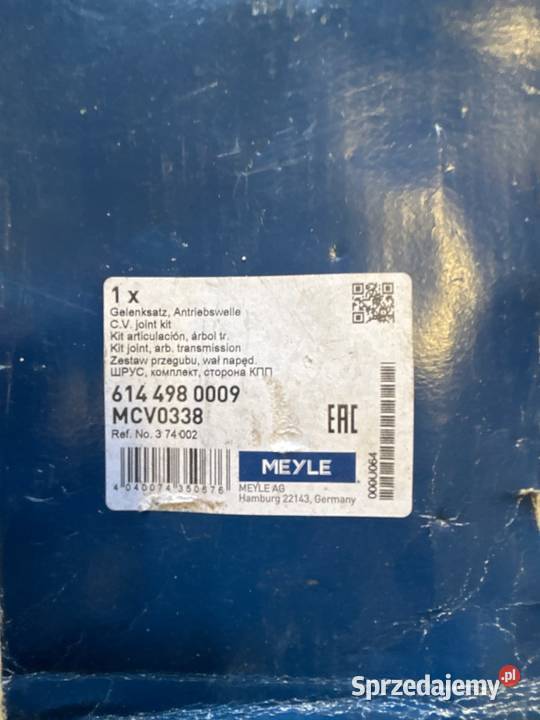 1 x
Gelenksatz, Antriebswelle
C.V. joint kit
Kit articulación, árbol tr.
Kit joint, arb. transmission
Zestaw przegubu, wał napęd.
ШРУС, комплект, сторона КПП
614 498 0009
MCV0338
Ref. No. 3 74 002
EAC
4 040074 350676
MEYLE
MEYLE AG
Hamburg 22143, Germany
000U064
Sprzedajemy.pl